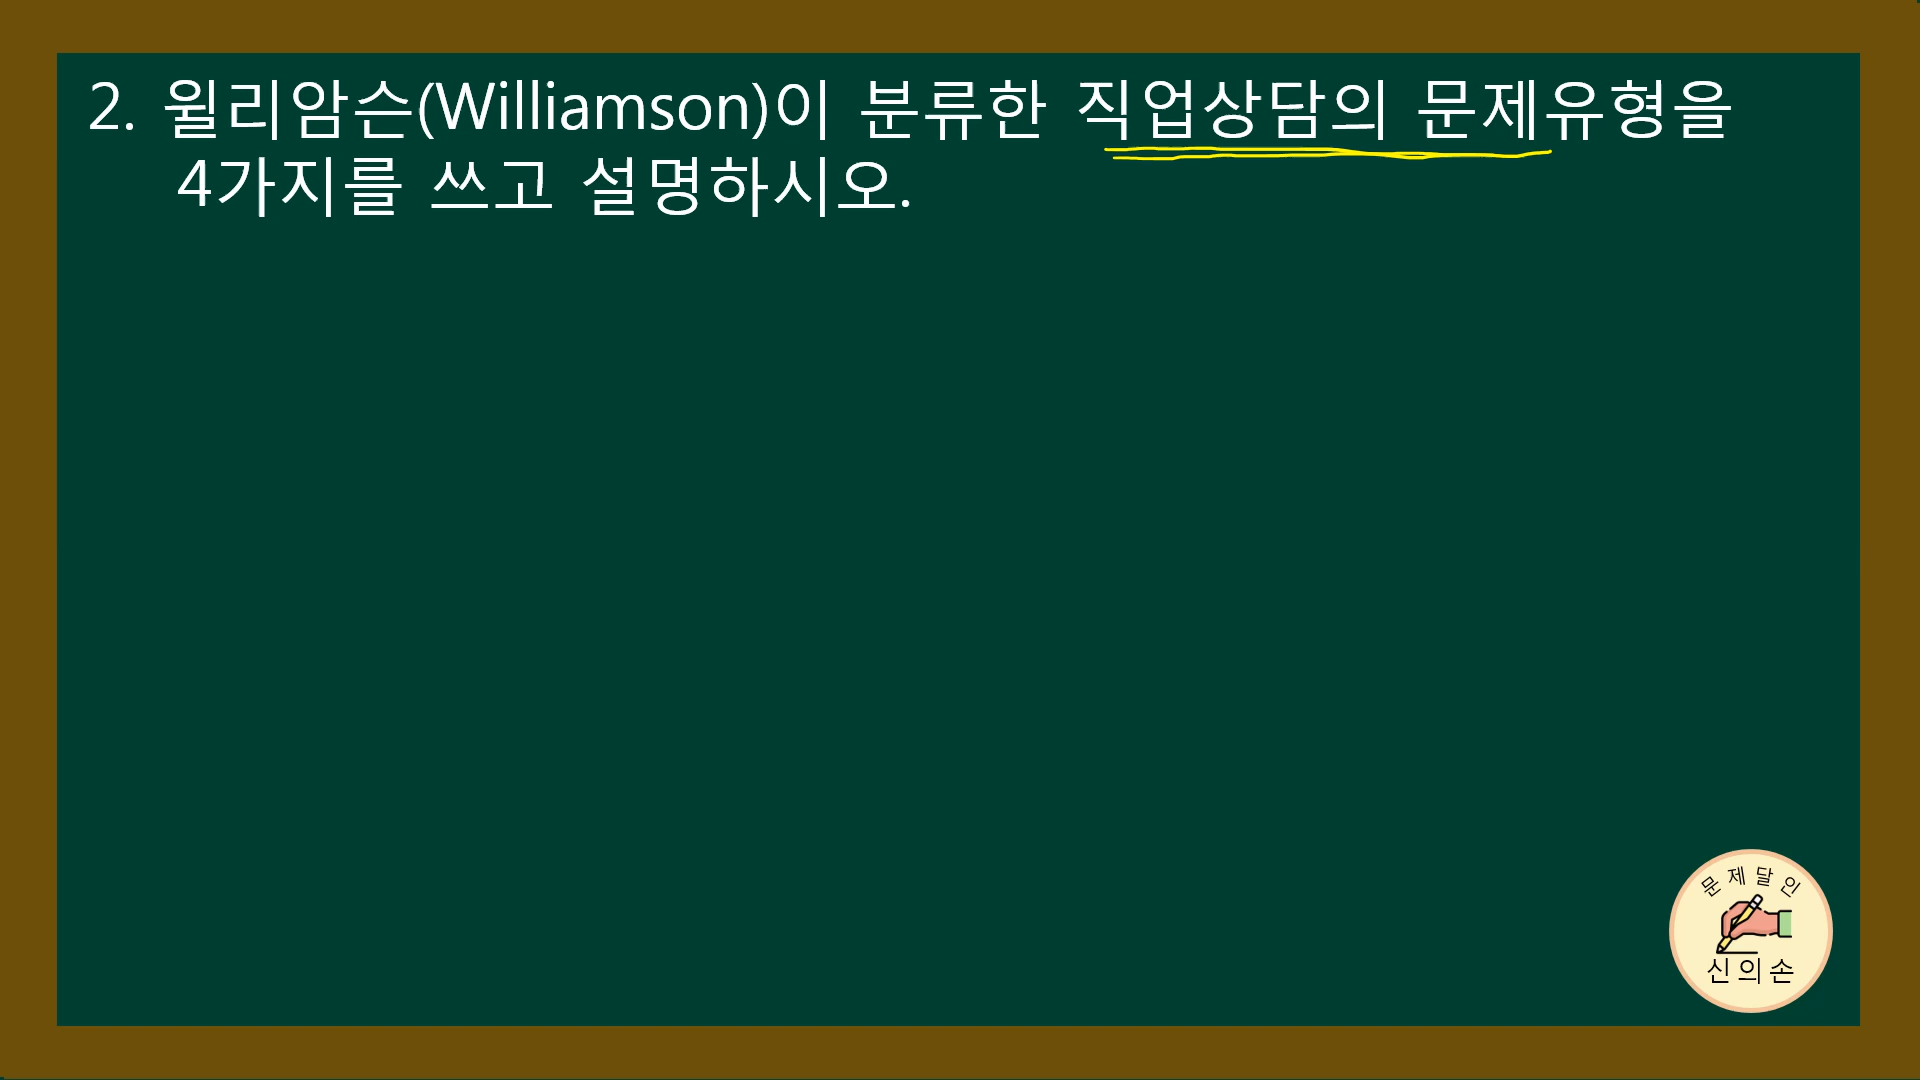 2. 윌리암슨(Williamson)이 분류한 직업상담의 문제유형을
4가지를 쓰고 설명하시오.
문제달인
신의손